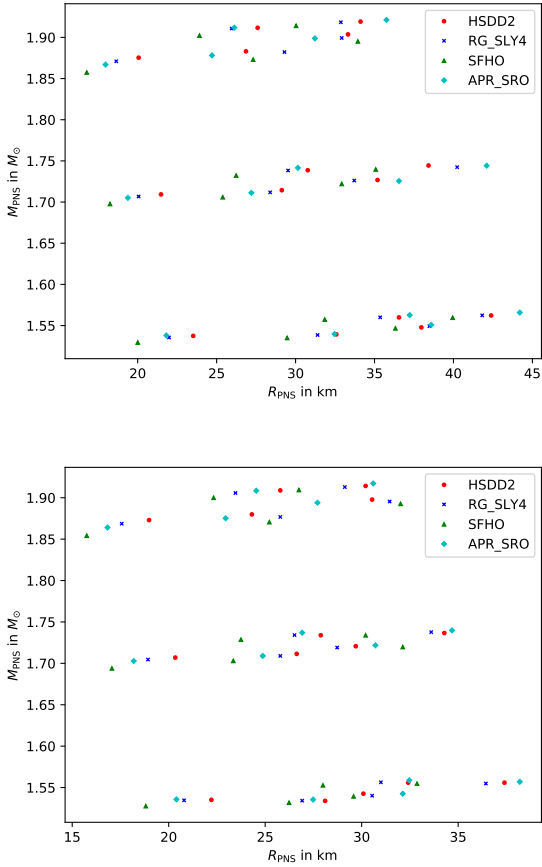 1.90
1.85
1.80
1.75
1.70
1.65
1.60
1.55
M_PNS in M_⊙
HSDD2
RG_SLY4
SFHO
APR_SRO
20 25 30 35 40 45
R_PNS in km
1.90
1.85
1.80
1.75
1.70
1.65
1.60
1.55
M_PNS in M_⊙
HSDD2
RG_SLY4
SFHO
APR_SRO
15 20 25 30 35
R_PNS in km